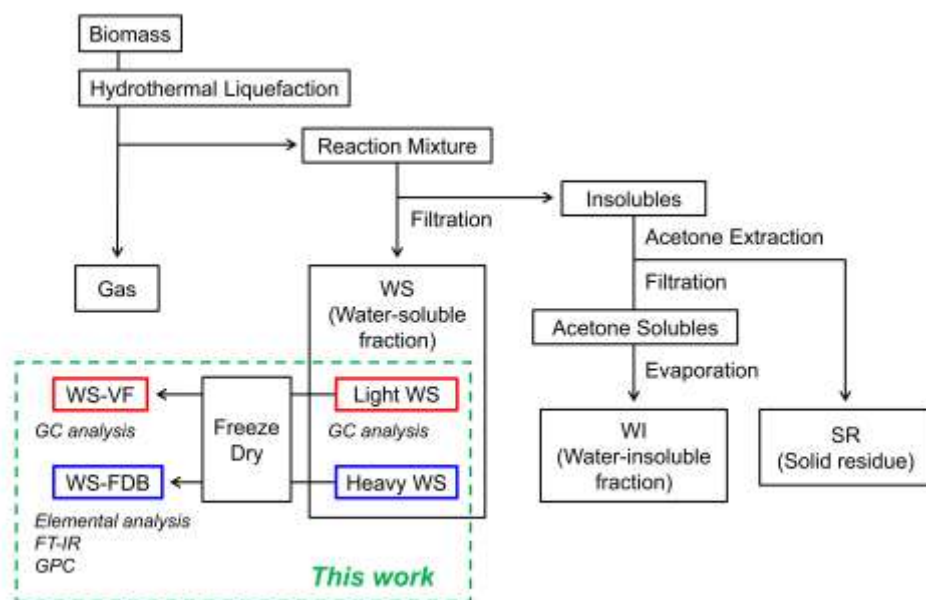 Biomass
Hydrothermal Liquefaction
Reaction Mixture
Filtration
Insolubles
Acetone Extraction
Gas
WS
(Water-soluble
fraction)
Filtration
Acetone Solubles
Evaporation
WI
(Water-insoluble
fraction)
SR
(Solid residue)
WS-VF
GC analysis
Freeze
Dry
Light WS
GC analysis
WS-FDB
Heavy WS
Elemental analysis
FT-IR
GPC
This work